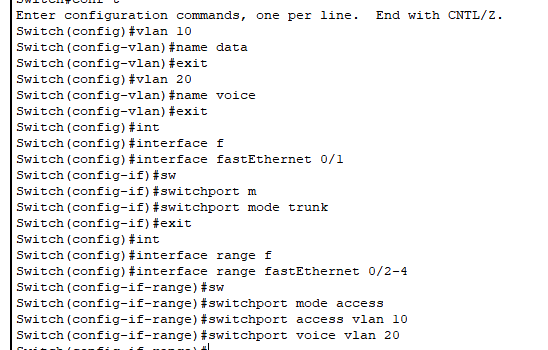 Enter configuration commands, one per line.  End with CNTL/Z.
Switch(config)#vlan 10
Switch(config-vlan)#name data
Switch(config-vlan)#exit
Switch(config)#vlan 20
Switch(config-vlan)#name voice
Switch(config-vlan)#exit
Switch(config)#int
Switch(config)#interface f
Switch(config)#interface fastEthernet 0/1
Switch(config-if)#sw
Switch(config-if)#switchport m
Switch(config-if)#switchport mode trunk
Switch(config-if)#exit
Switch(config)#int
Switch(config)#interface range f
Switch(config)#interface range fastEthernet 0/2-4
Switch(config-if-range)#sw
Switch(config-if-range)#switchport mode access
Switch(config-if-range)#switchport access vlan 10
Switch(config-if-range)#switchport voice vlan 20